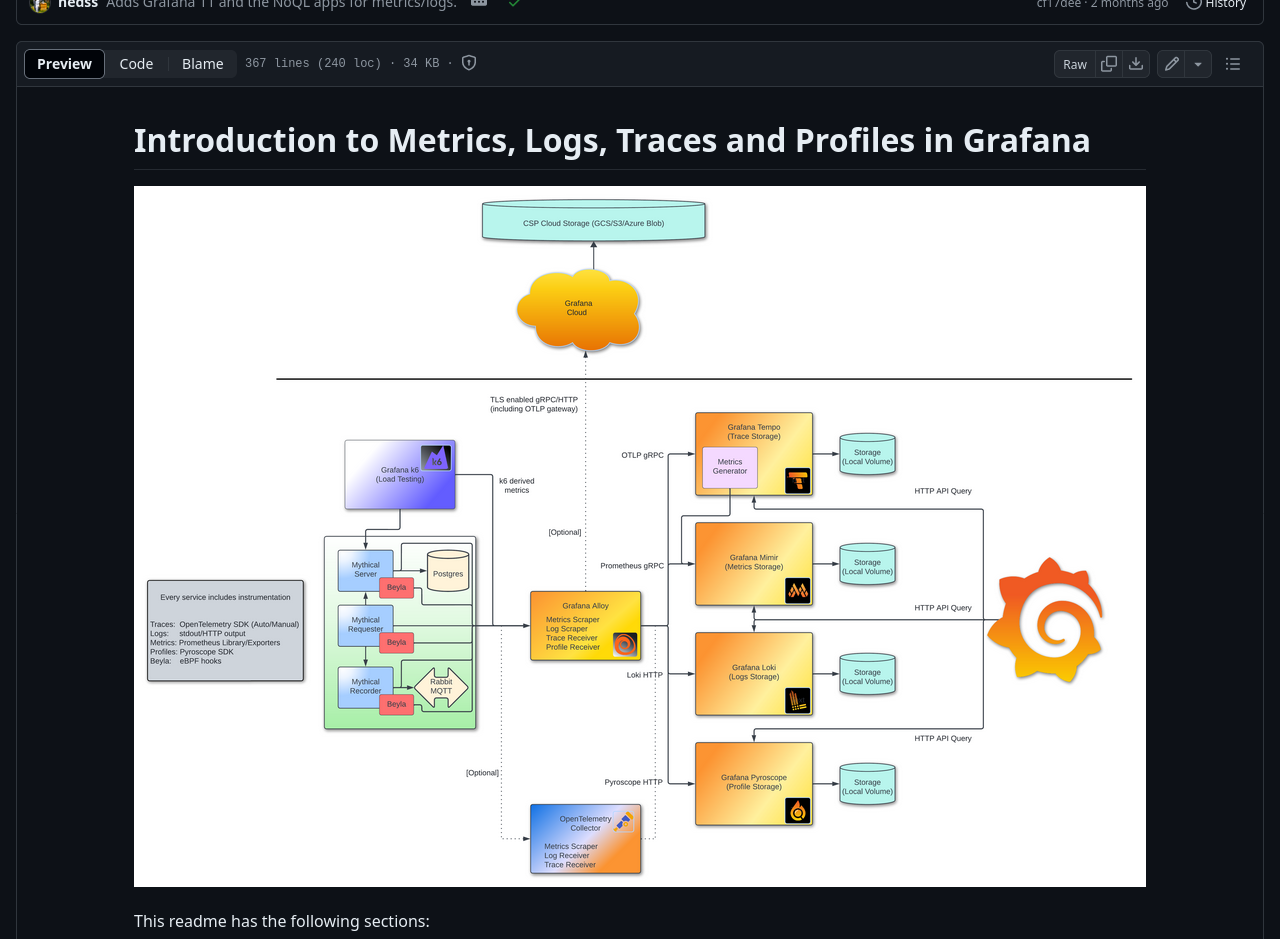 hedss Adds Grafana 11 and the NoQL apps for metrics/logs. cf17dee · 2 months ago History
Preview Code Blame 367 lines (240 loc) · 34 KB · Raw
Introduction to Metrics, Logs, Traces and Profiles in Grafana
CSP Cloud Storage (GCS/S3/Azure Blob)
Grafana
Cloud
TLS enabled gRPC/HTTP
(including OTLP gateway)
Grafana k6
(Load Testing)
k6
k6 derived
metrics
[Optional]
Mythical
Server
Beyla
Postgres
Mythical
Requester
Beyla
Mythical
Recorder
Beyla
Rabbit
MQTT
Every service includes instrumentation
Traces: OpenTelemetry SDK (Auto/Manual)
Logs: stdout/HTTP output
Metrics: Prometheus Library/Exporters
Profiles: Pyroscope SDK
Beyla: eBPF hooks
Grafana Alloy
Metrics Scraper
Log Scraper
Trace Receiver
Profile Receiver
[Optional]
OpenTelemetry
Collector
Metrics Scraper
Log Receiver
Trace Receiver
OTLP gRPC
Grafana Tempo
(Trace Storage)
Metrics
Generator
Storage
(Local Volume)
HTTP API Query
Prometheus gRPC
Grafana Mimir
(Metrics Storage)
Storage
(Local Volume)
HTTP API Query
Loki HTTP
Grafana Loki
(Logs Storage)
Storage
(Local Volume)
HTTP API Query
Pyroscope HTTP
Grafana Pyroscope
(Profile Storage)
Storage
(Local Volume)
This readme has the following sections: